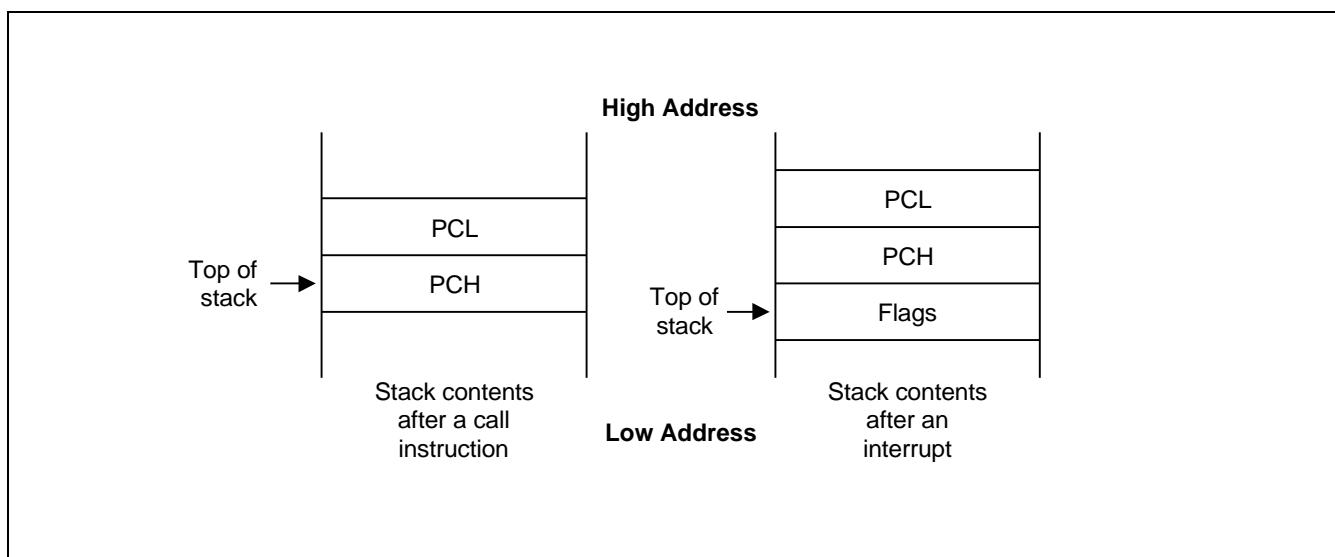 High Address
PCL
PCH
Top of
stack
Stack contents
after a call
instruction
PCL
PCH
Flags
Top of
stack
Stack contents
after an
interrupt
Low Address